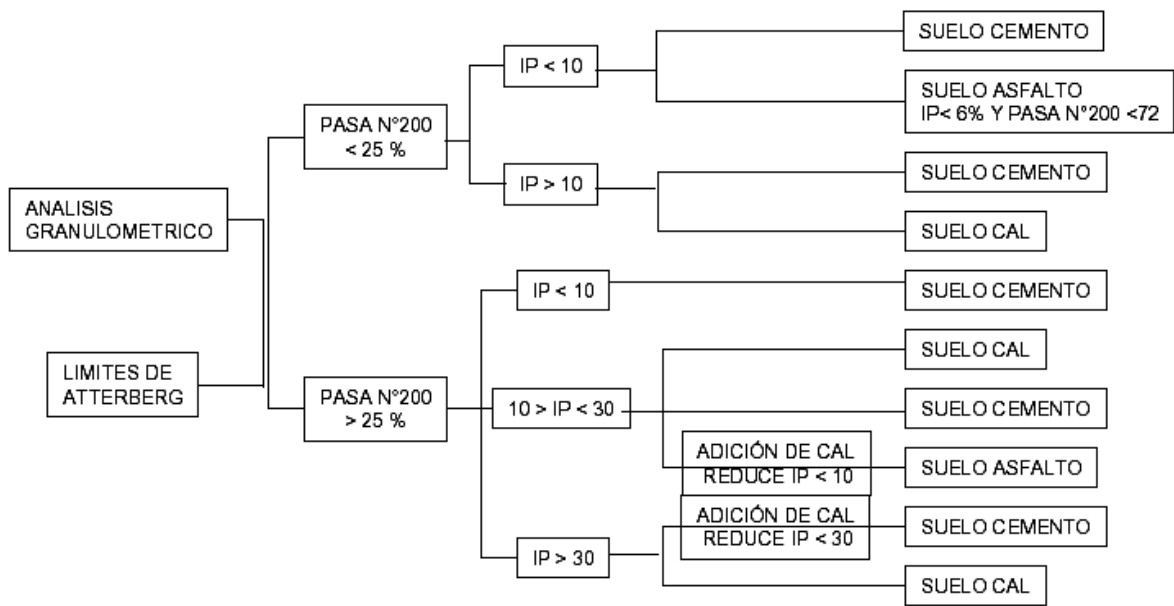 SUELO CEMENTO
IP < 10
SUELO ASFALTO
IP< 6% Y PASA N°200 <72
PASA N°200
< 25 %
IP > 10
SUELO CEMENTO
SUELO CAL
ANALISIS
GRANULOMETRICO
IP < 10
SUELO CEMENTO
SUELO CAL
LIMITES DE
ATTERBERG
PASA N°200
> 25 %
10 > IP < 30
SUELO CEMENTO
ADICIÓN DE CAL
REDUCE IP < 10
SUELO ASFALTO
ADICIÓN DE CAL
REDUCE IP < 30
SUELO CEMENTO
IP > 30
SUELO CAL